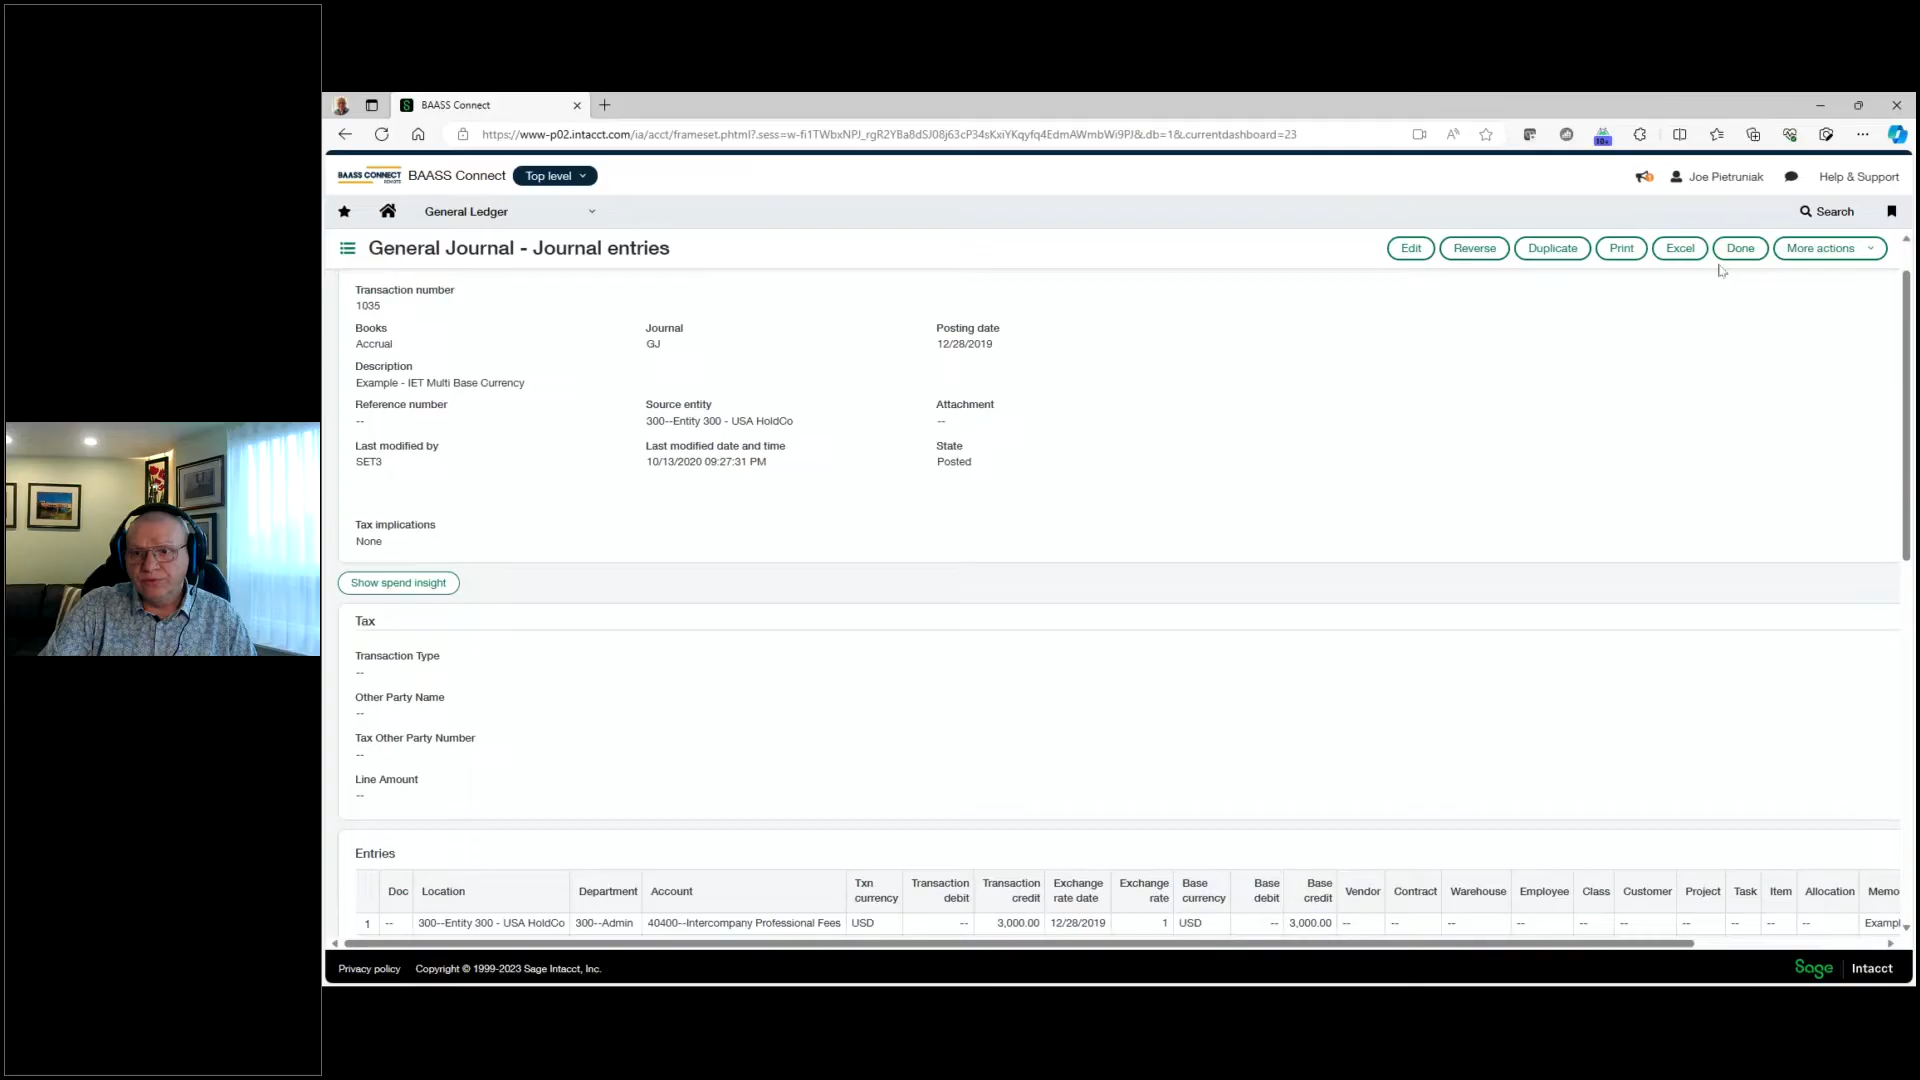 BAASS Connect
https://www-p02.intacct.com/ia/acct/frameset.phtml?.sess=w-fi1TWbxNPJ_rgR2YBa8dSJ08j63cP34sKxiYKqyfq4EdmAWmbWi9PJ&.db=1&.currentdashboard=23
BAASS CONNECT BAASS Connect Top level
Joe Pietruniak Help & Support
General Ledger Search
General Journal - Journal entries Edit Reverse Duplicate Print Excel Done More actions
Transaction number
1035
Books Journal Posting date
Accrual GJ 12/28/2019
Description
Example - IET Multi Base Currency
Reference number Source entity Attachment
-- 300--Entity 300 - USA HoldCo --
Last modified by Last modified date and time State
SET3 10/13/2020 09:27:31 PM Posted
Tax implications
None
Show spend insight
Tax
Transaction Type
--
Other Party Name
--
Tax Other Party Number
--
Line Amount
--
Entries
Doc Location Department Account Txn currency Transaction debit Transaction credit Exchange rate date Exchange rate Base currency Base debit Base credit Vendor Contract Warehouse Employee Class Customer Project Task Item Allocation Memo
1 -- 300--Entity 300 - USA HoldCo 300--Admin 40400--Intercompany Professional Fees USD -- 3,000.00 12/28/2019 1 USD -- 3,000.00 -- -- -- -- -- -- -- -- -- -- Exampl
Privacy policy Copyright © 1999-2023 Sage Intacct, Inc. Sage Intacct